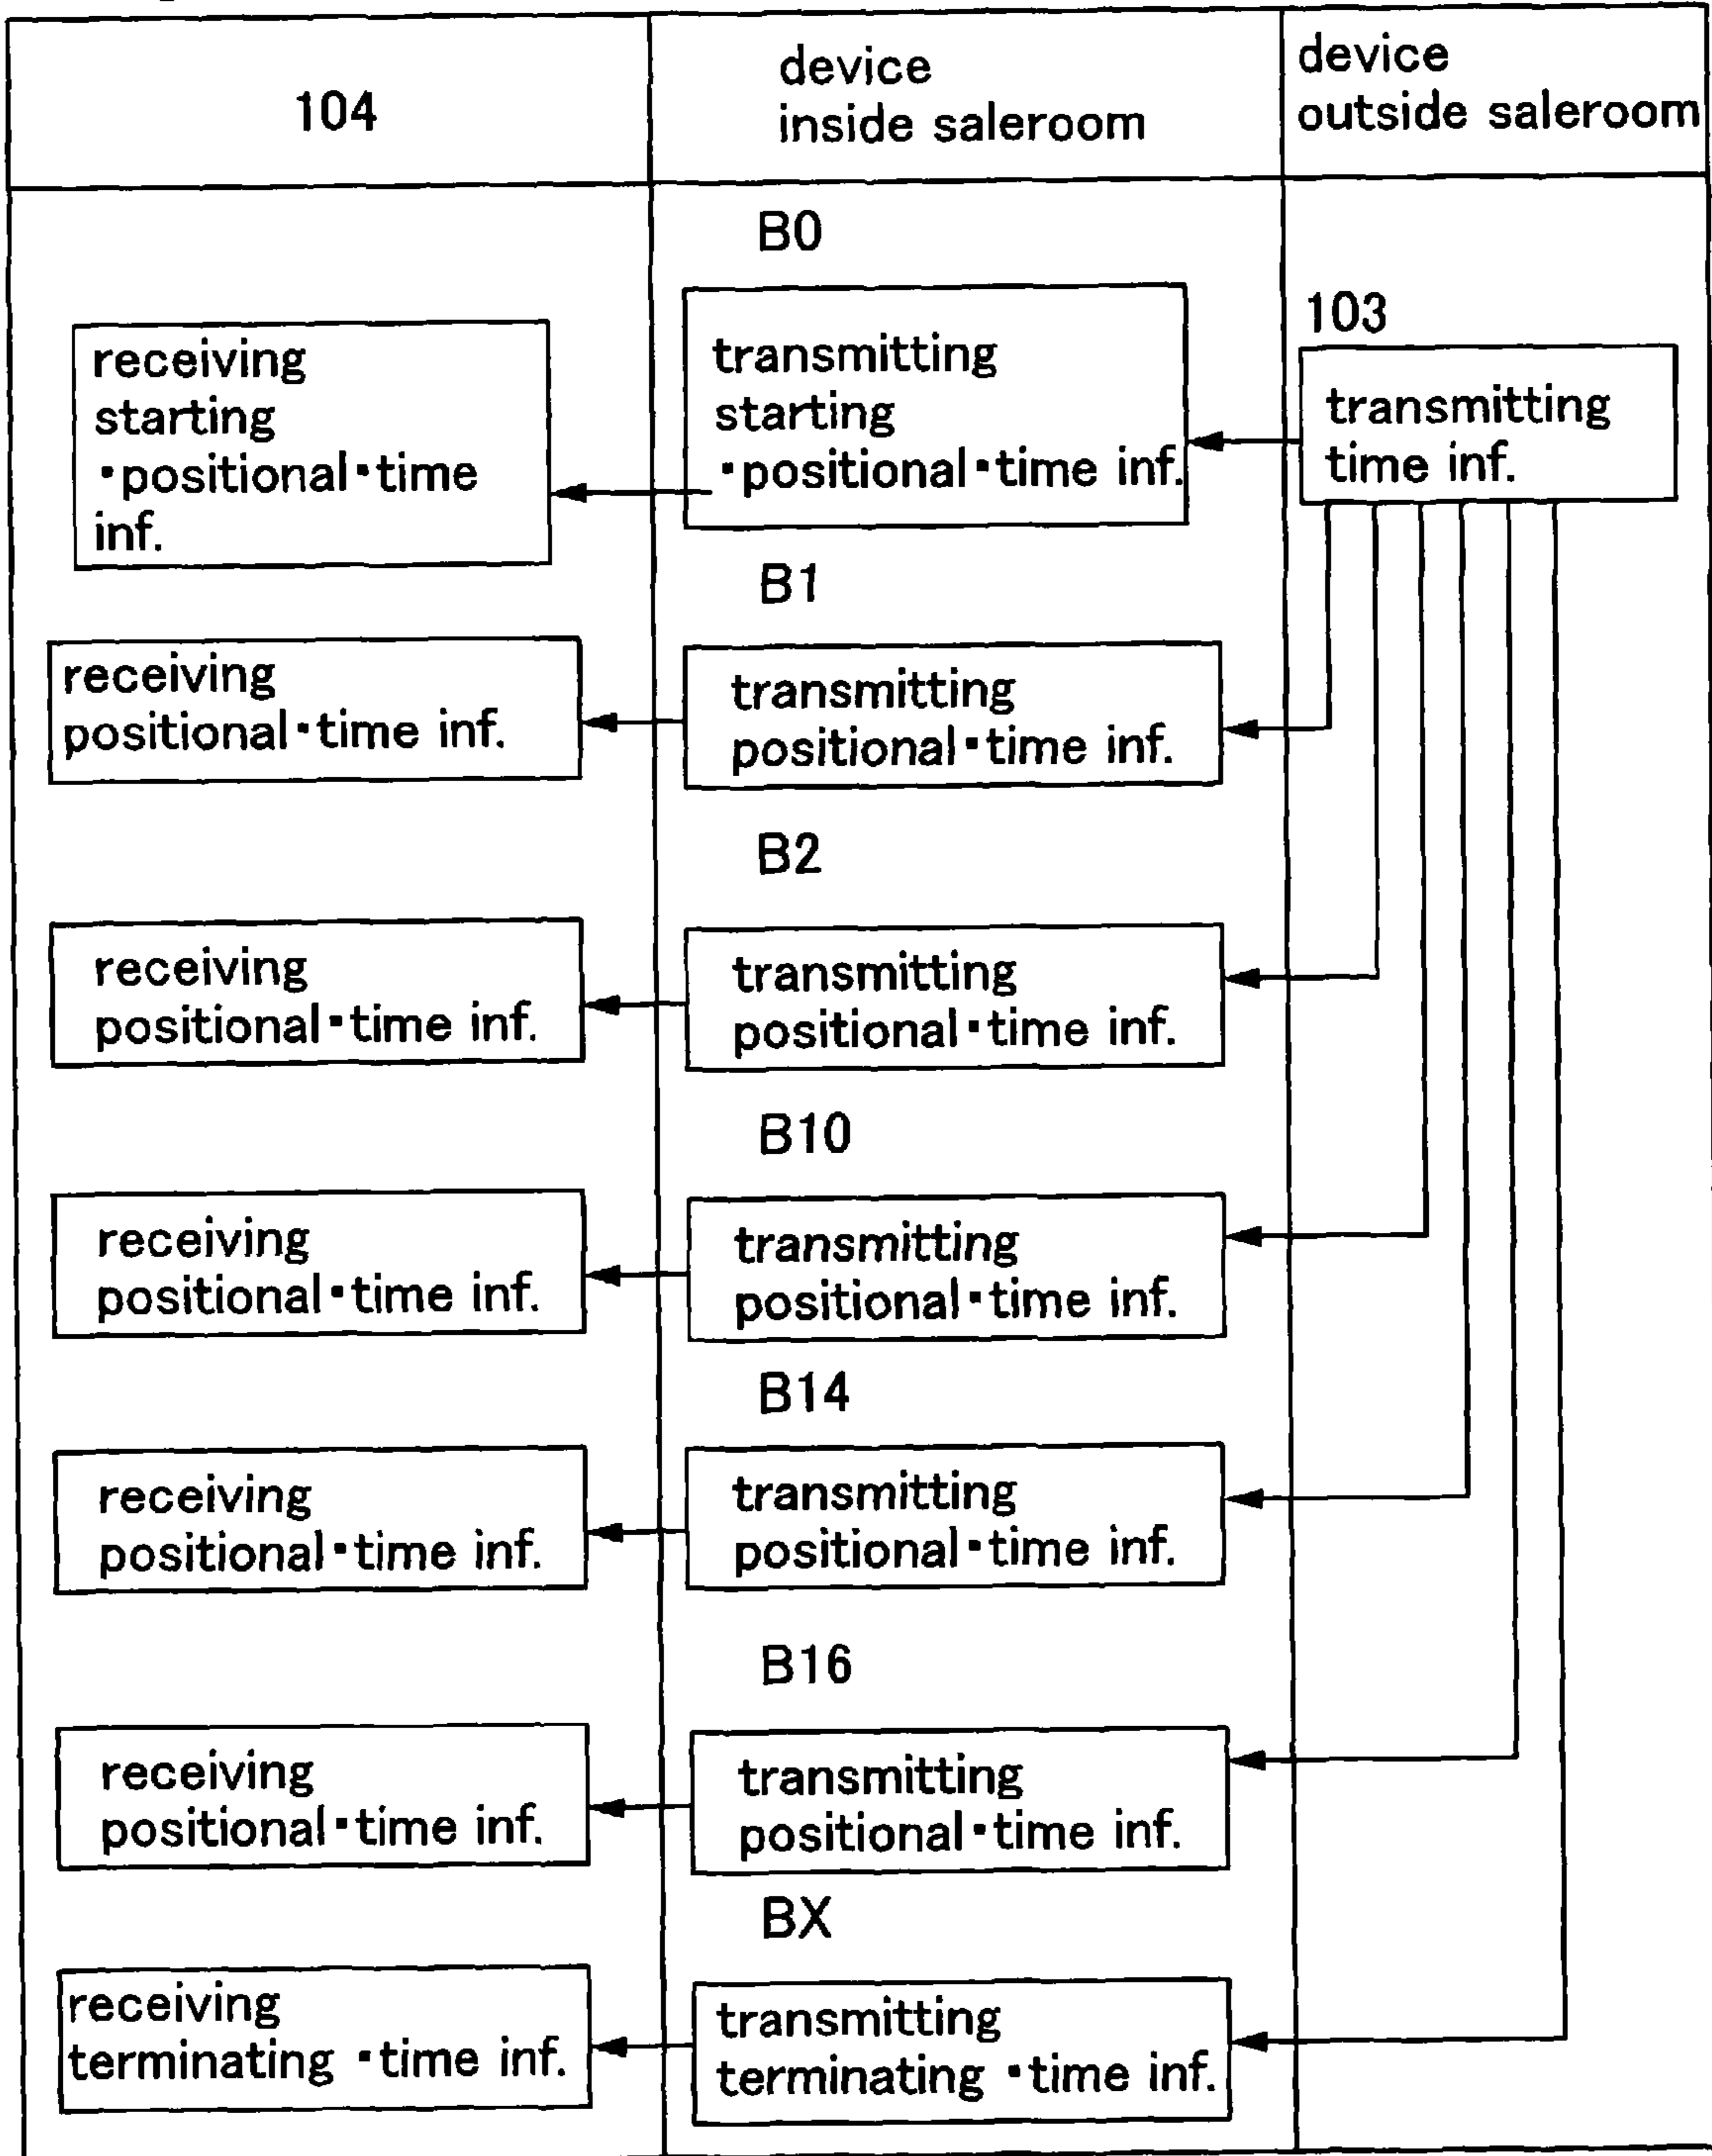 104
device
inside saleroom
device
outside saleroom
B0
receiving
starting
・positional・time
inf.
transmitting
starting
・positional・time inf.
103
transmitting
time inf.
B1
receiving
positional・time inf.
transmitting
positional・time inf.
B2
receiving
positional・time inf.
transmitting
positional・time inf.
B10
receiving
positional・time inf.
transmitting
positional・time inf.
B14
receiving
positional・time inf.
transmitting
positional・time inf.
B16
receiving
positional・time inf.
transmitting
positional・time inf.
BX
receiving
terminating ・time inf.
transmitting
terminating ・time inf.